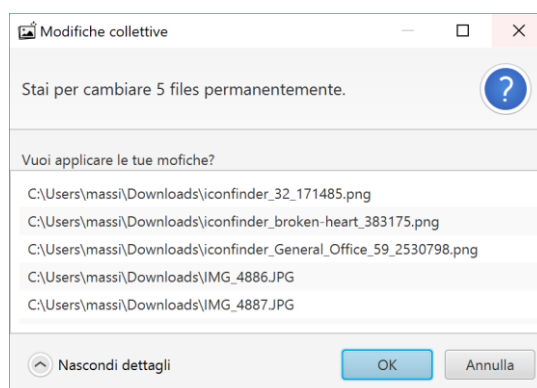 Modifiche collettive
Stai per cambiare 5 files permanentemente.
?
Vuoi applicare le tue mofiche?
C:\Users\massi\Downloads\iconfinder_32_171485.png
C:\Users\massi\Downloads\iconfinder_broken-heart_383175.png
C:\Users\massi\Downloads\iconfinder_General_Office_59_2530798.png
C:\Users\massi\Downloads\IMG_4886.JPG
C:\Users\massi\Downloads\IMG_4887.JPG
Nascondi dettagli OK Annulla